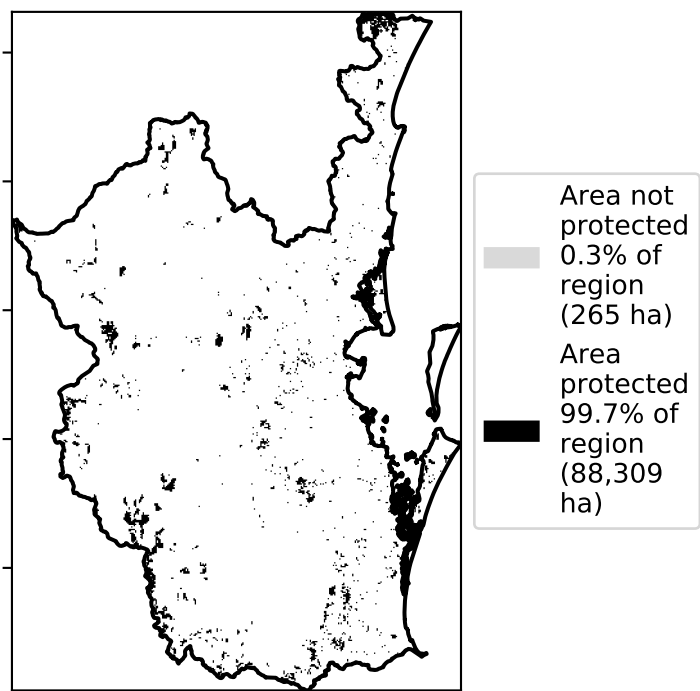 Area not
protected
0.3% of
region
(265 ha)
Area
protected
99.7% of
region
(88,309
ha)